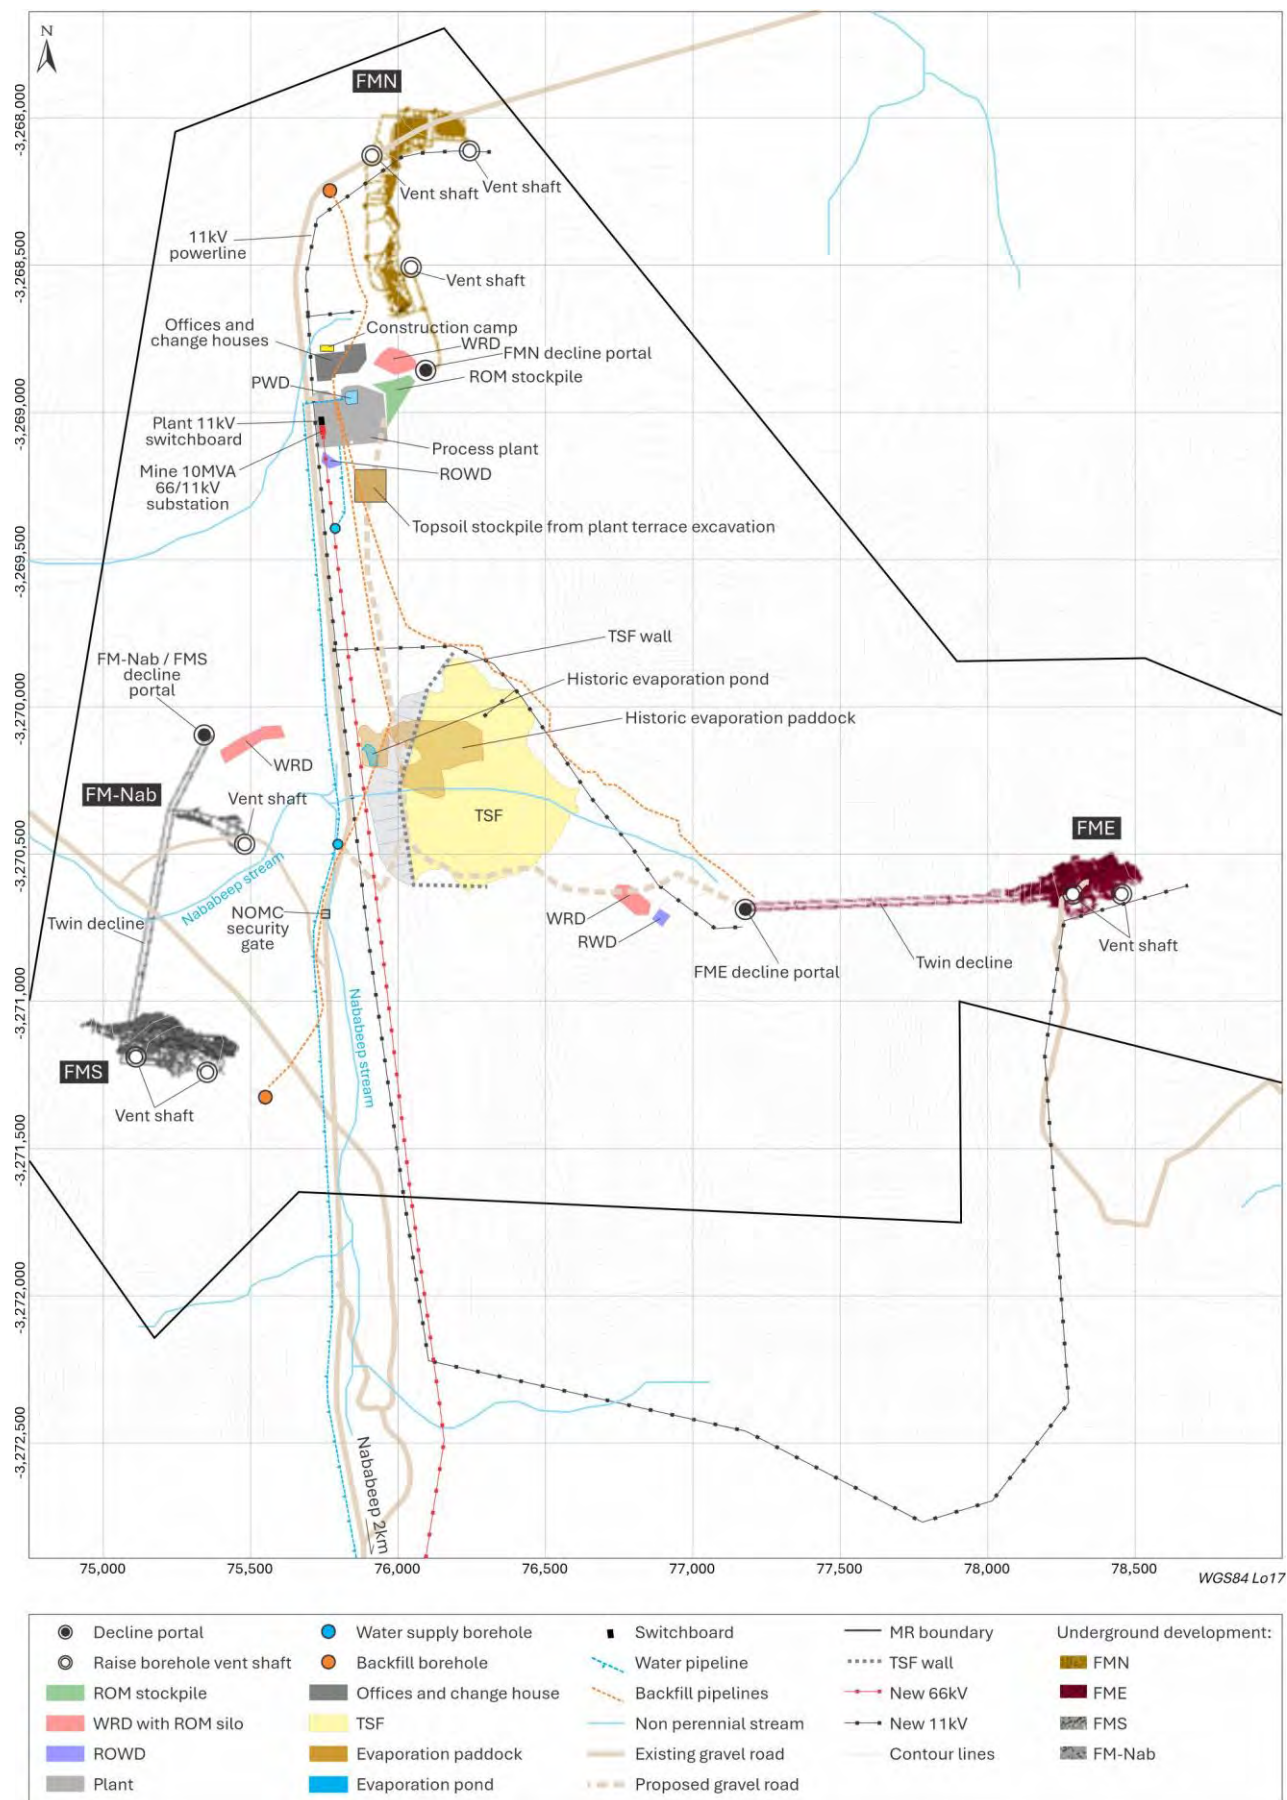 N
FMN
-3,268,000
Vent shaft
Vent shaft
11kV
powerline
Vent shaft
-3,268,500
Offices and
change houses
Construction camp
WRD
FMN decline portal
ROM stockpile
PWD
-3,269,000
Plant 11kV
switchboard
Process plant
Mine 10MVA
66/11kV
substation
ROWD
Topsoil stockpile from plant terrace excavation
-3,269,500
TSF wall
FM-Nab / FMS
decline
portal
Historic evaporation pond
-3,270,000
Historic evaporation paddock
WRD
FM-Nab
Vent shaft
TSF
FME
-3,270,500
Nababeep stream
NOMC
security
gate
Twin decline
WRD
RWD
FME decline portal
Twin decline
Vent shaft
-3,271,000
Nababeep stream
FMS
Vent shaft
-3,271,500
-3,272,000
-3,272,500
Nababeep 2km
75,000
75,500
76,000
76,500
77,000
77,500
78,000
78,500
WGS84 Lo17
Decline portal
Water supply borehole
Switchboard
MR boundary
Underground development:
Raise borehole vent shaft
Backfill borehole
Water pipeline
TSF wall
FMN
ROM stockpile
Offices and change house
Backfill pipelines
New 66kV
FME
WRD with ROM silo
TSF
Non perennial stream
New 11kV
FMS
ROWD
Evaporation paddock
Existing gravel road
Contour lines
FM-Nab
Plant
Evaporation pond
Proposed gravel road